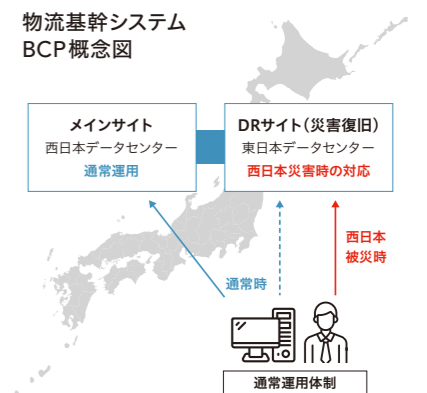 物流基幹システム
BCP概念図
メインサイト
西日本データセンター
通常運用
DRサイト（災害復旧）
東日本データセンター
西日本災害時の対応
西日本
被災時
通常時
通常運用体制